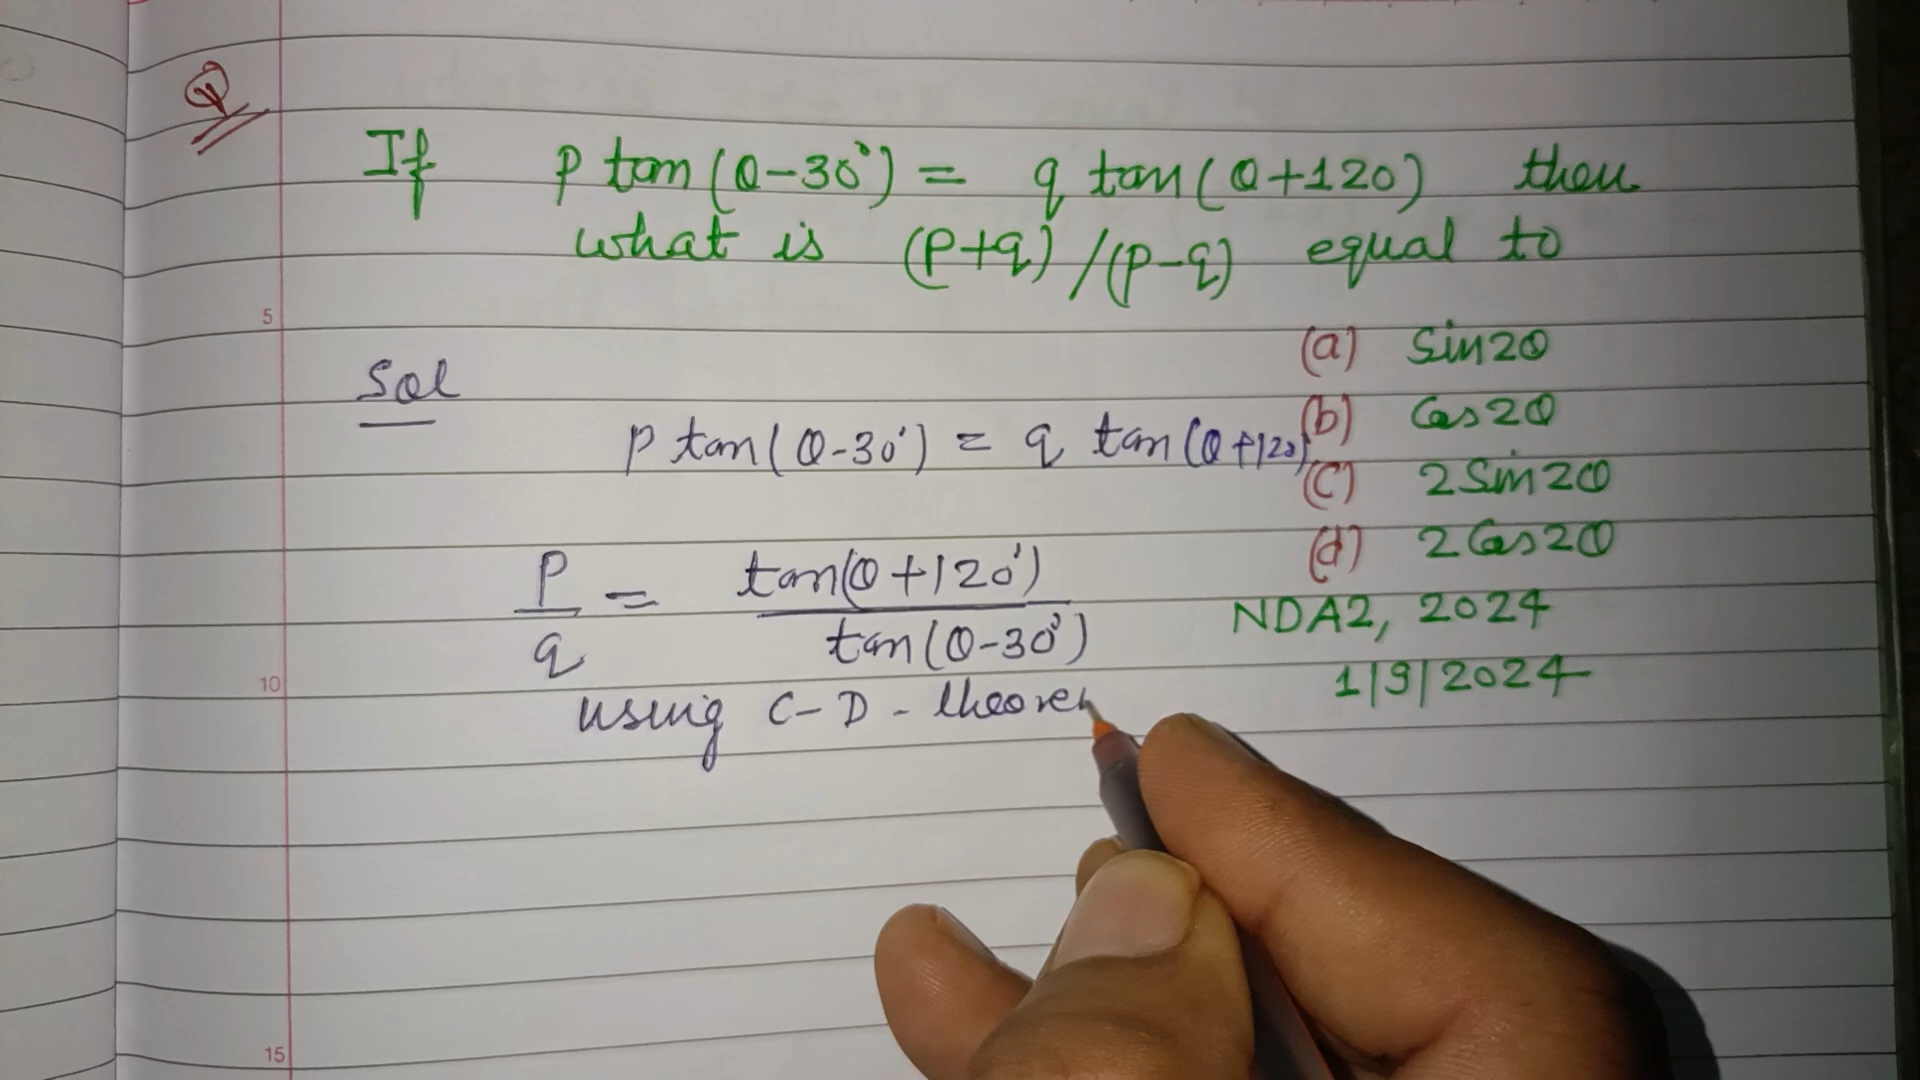 Q
If p tan(θ-30°) = q tan(θ+120) then
what is (p+q)/(p-q) equal to
5
(a) Sin2θ
Sol
(b) Cos2θ
p tan(θ-30°) = q tan(θ+120)
(c) 2Sin2θ
(d) 2Cos2θ
p/q = tan(θ+120°)/tan(θ-30°)
NDA2, 2024
10
1/9/2024
using C-D - theorem
15